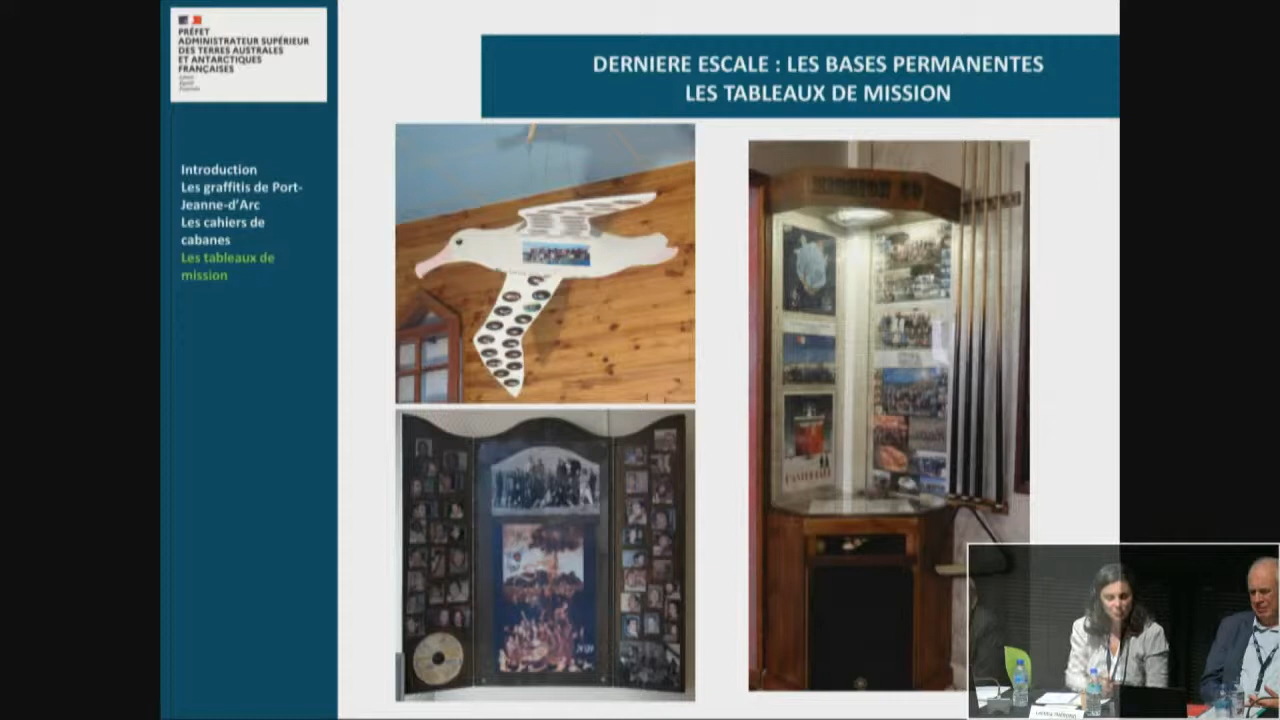 PRÉFET
ADMINISTRATEUR SUPÉRIEUR
DES TERRES AUSTRALES
ET ANTARCTIQUES
FRANÇAISES
DERNIERE ESCALE : LES BASES PERMANENTES
LES TABLEAUX DE MISSION
Introduction
Les graffitis de Port-
Jeanne-d'Arc
Les cahiers de
cabanes
Les tableaux de
mission